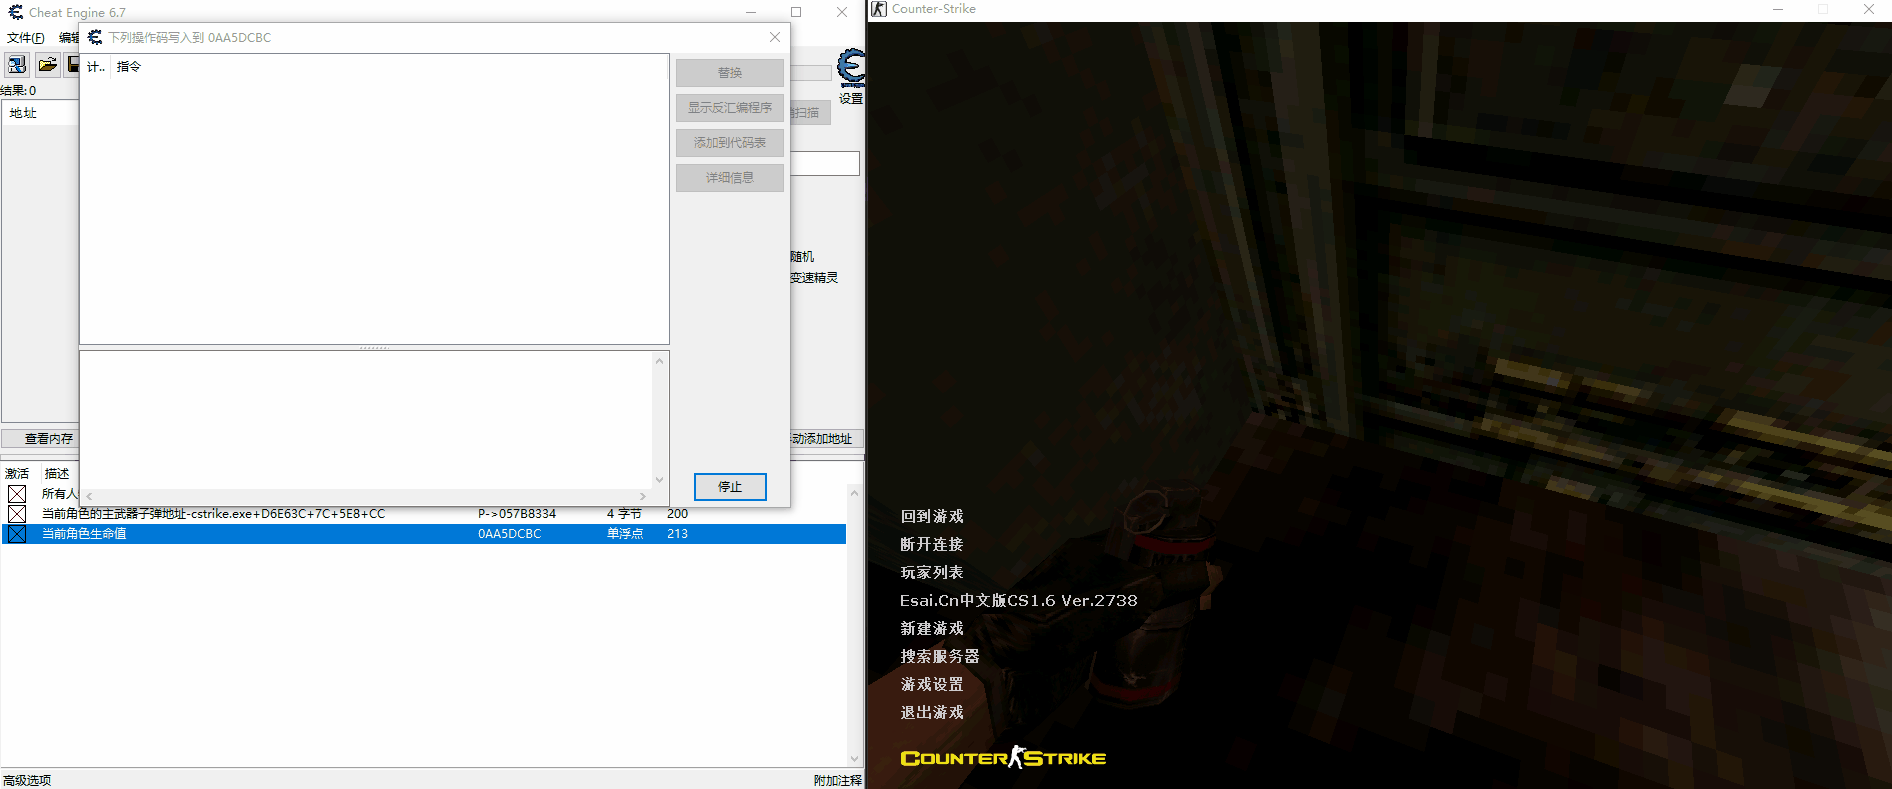 Cheat Engine 6.7
文件(F) 编辑
下列操作码写入到 0AA5DCBC
计.. 指令
替换
显示反汇编程序
添加到代码表
详细信息
停止
结果: 0
地址
设置
扫描
随机
变速精灵
查看内存
动添加地址
激活 描述
所有人
当前角色的主武器子弹地址-cstrike.exe+D6E63C+7C+5E8+CC P->057B8334 4 字节 200
当前角色生命值 0AA5DCBC 单浮点 213
高级选项 附加注释
Counter-Strike
回到游戏
断开连接
玩家列表
Esai.Cn中文版CS1.6 Ver.2738
新建游戏
搜索服务器
游戏设置
退出游戏
COUNTER STRIKE